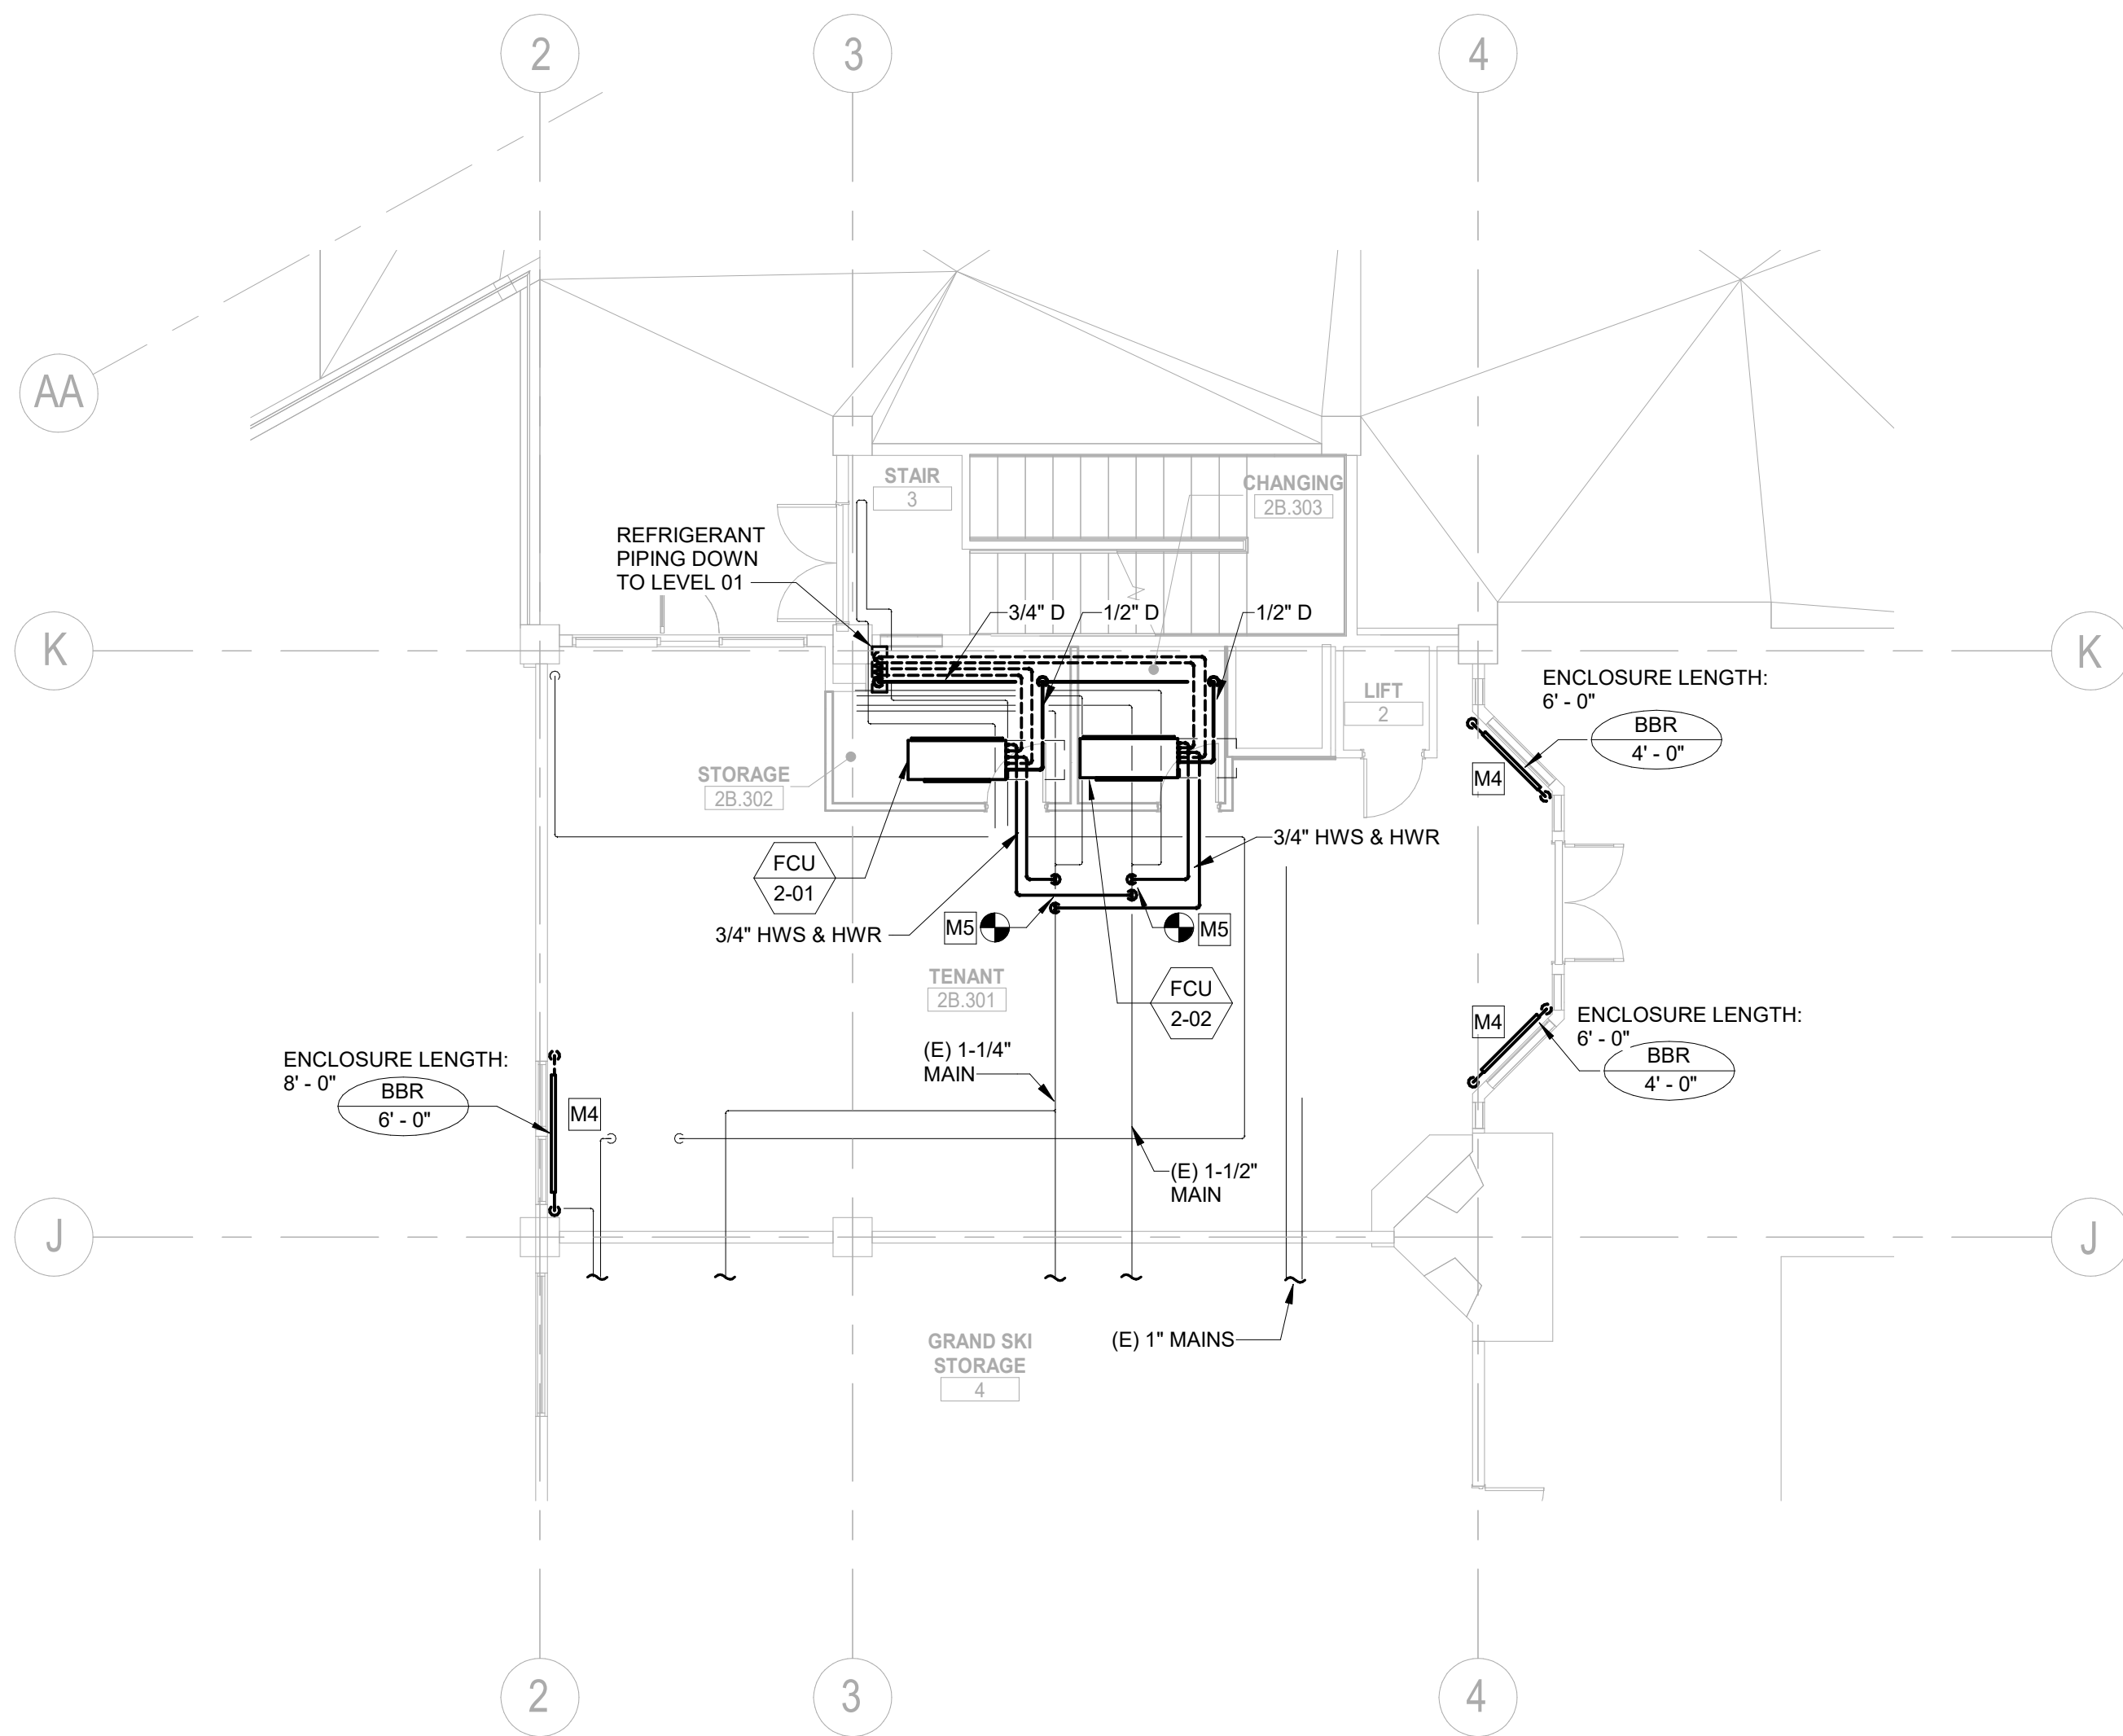 2
3
4
AA
STAIR
3
CHANGING
2B.303
REFRIGERANT
PIPING DOWN
TO LEVEL 01
3/4" D
1/2" D
1/2" D
K
K
ENCLOSURE LENGTH:
6' - 0"
BBR
4' - 0"
M4
LIFT
2
STORAGE
2B.302
3/4" HWS & HWR
FCU
2-01
3/4" HWS & HWR
M5
M5
TENANT
2B.301
FCU
2-02
M4
ENCLOSURE LENGTH:
6' - 0"
BBR
4' - 0"
(E) 1-1/4"
MAIN
ENCLOSURE LENGTH:
8' - 0"
BBR
6' - 0"
M4
(E) 1-1/2"
MAIN
J
J
(E) 1" MAINS
GRAND SKI
STORAGE
4
2
3
4